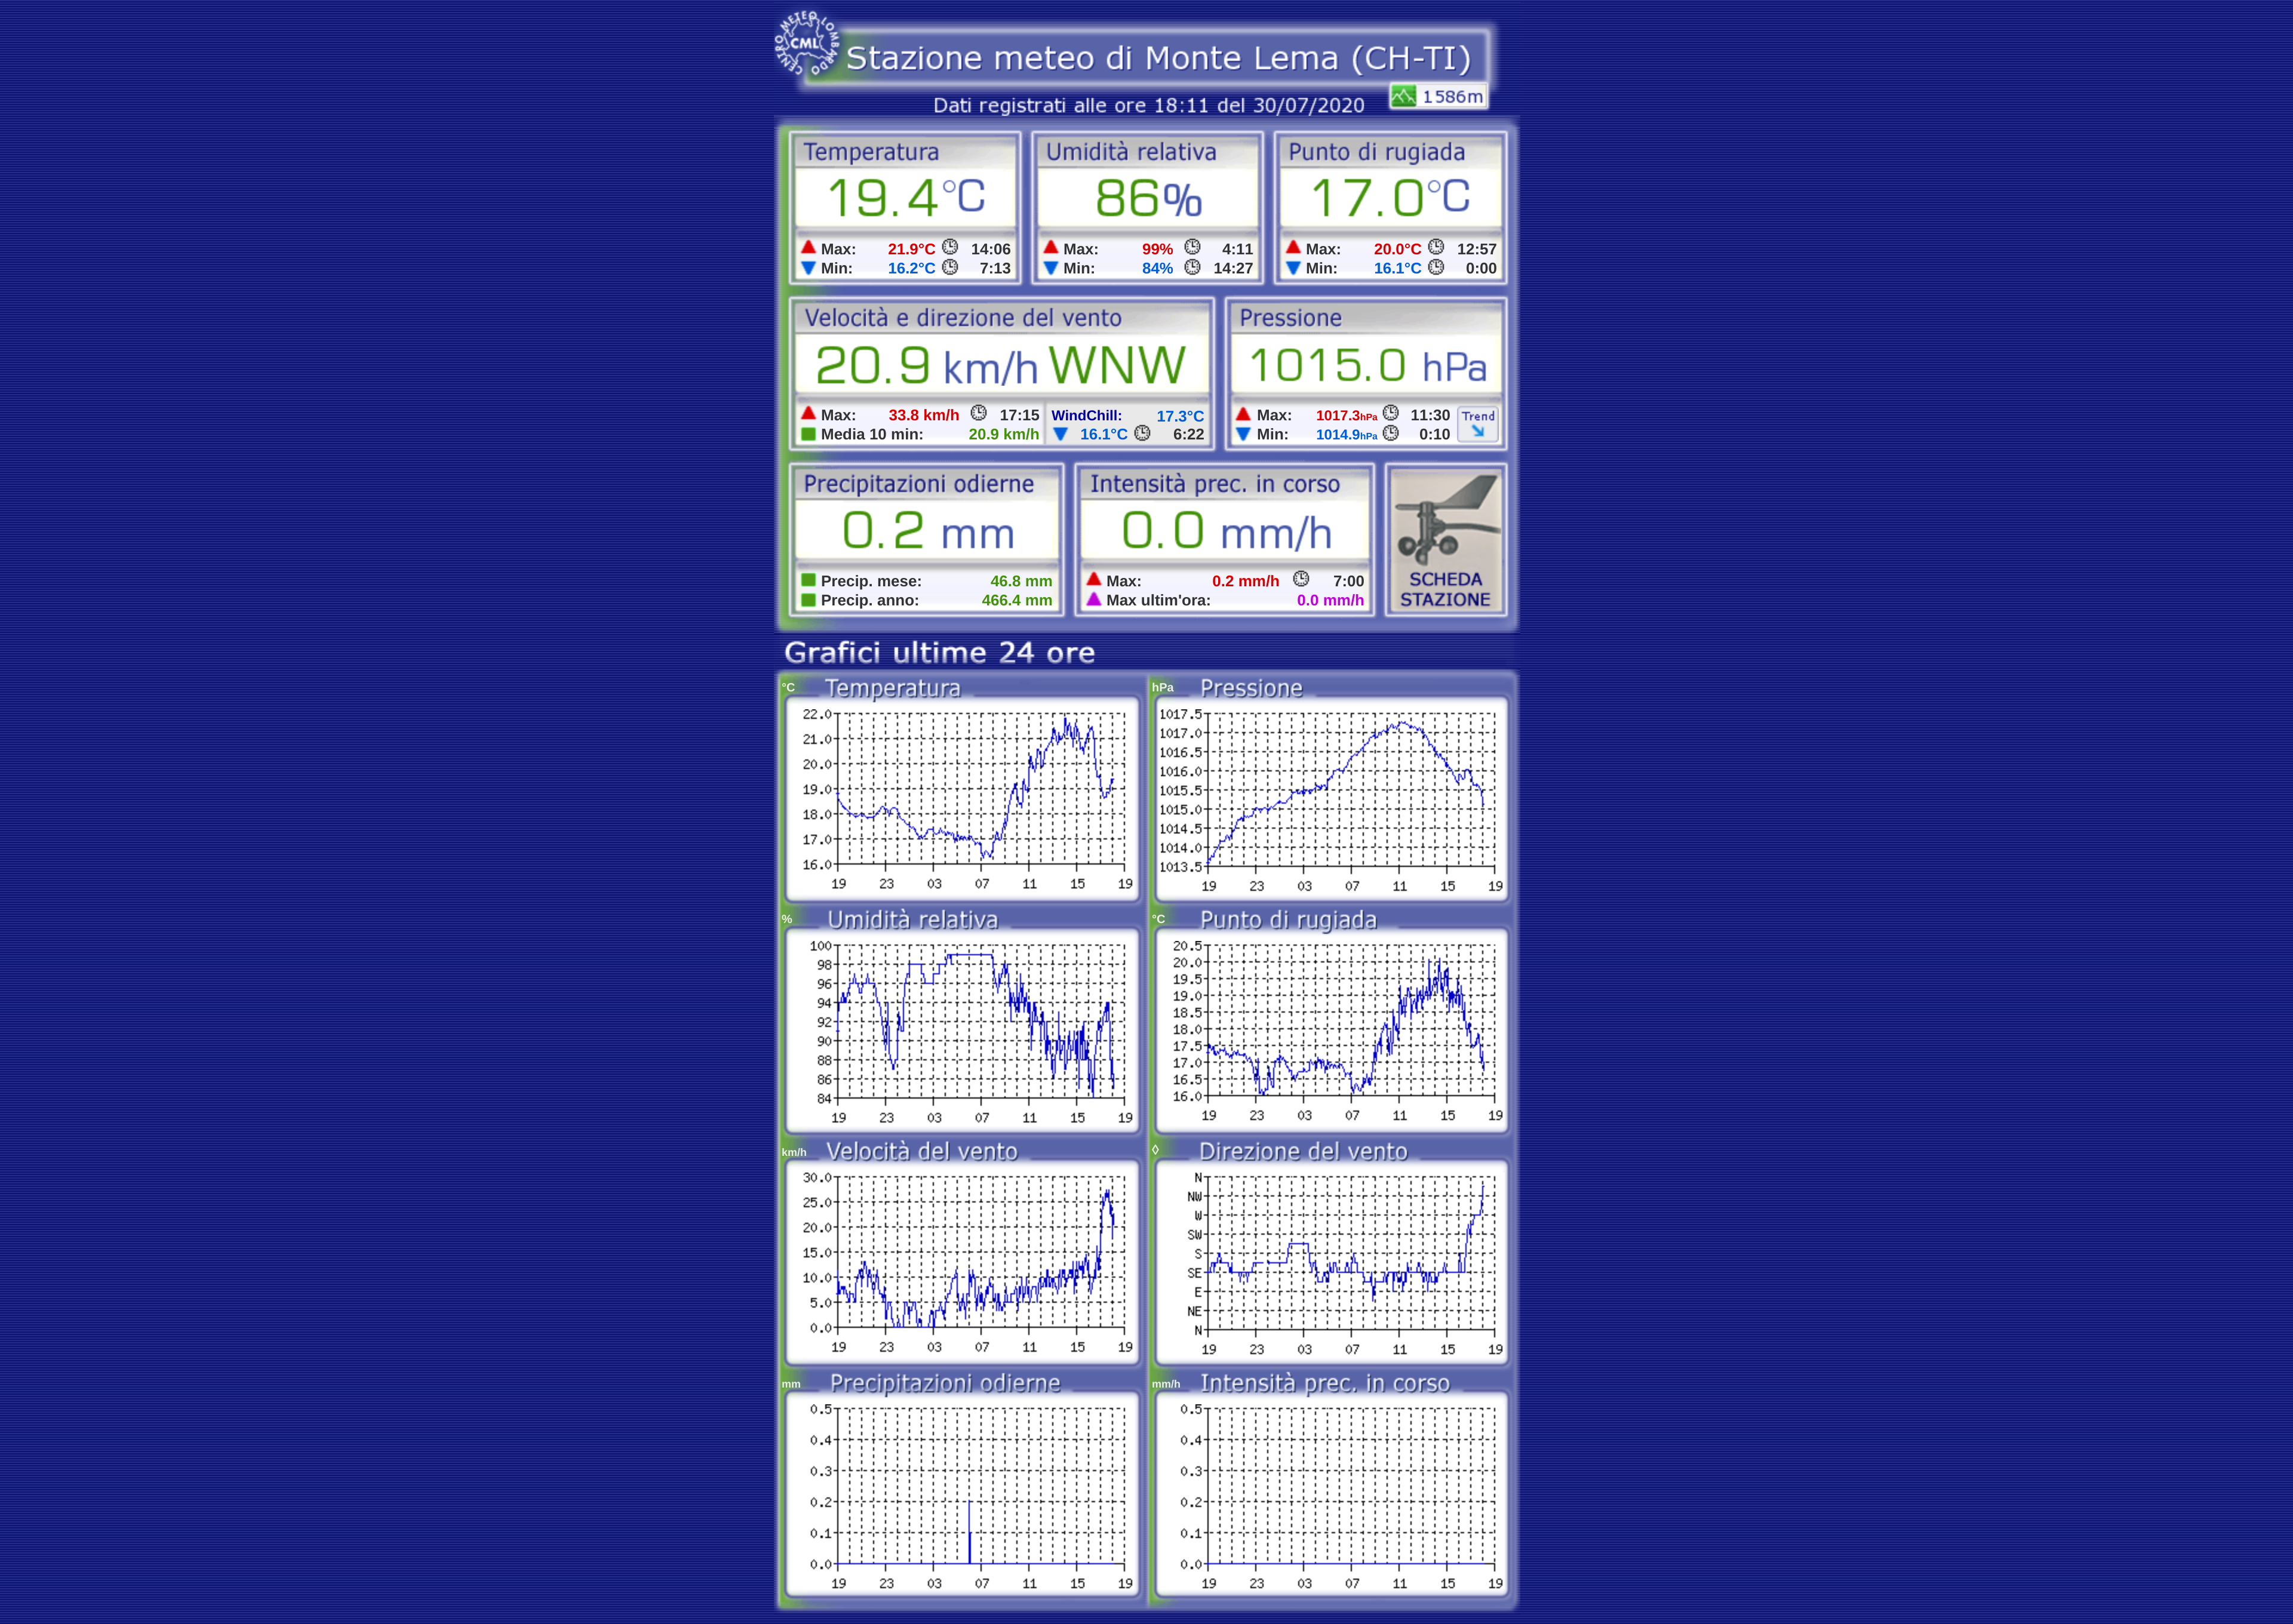 CENTRO METEO LOMBARDO
CML
Stazione meteo di Monte Lema (CH-TI)
1586m
Dati registrati alle ore 18:11 del 30/07/2020
Temperatura
19.4°C
Max: 21.9°C 14:06
Min: 16.2°C 7:13
Umidità relativa
86%
Max: 99% 4:11
Min: 84% 14:27
Punto di rugiada
17.0°C
Max: 20.0°C 12:57
Min: 16.1°C 0:00
Velocità e direzione del vento
20.9 km/h WNW
Max: 33.8 km/h 17:15
Media 10 min: 20.9 km/h
WindChill: 17.3°C
16.1°C 6:22
Pressione
1015.0 hPa
Max: 1017.3hPa 11:30
Min: 1014.9hPa 0:10
Trend
Precipitazioni odierne
0.2 mm
Precip. mese: 46.8 mm
Precip. anno: 466.4 mm
Intensità prec. in corso
0.0 mm/h
Max: 0.2 mm/h 7:00
Max ultim'ora: 0.0 mm/h
SCHEDA
STAZIONE
Grafici ultime 24 ore
°C Temperatura
22.0
21.0
20.0
19.0
18.0
17.0
16.0
19 23 03 07 11 15 19
hPa Pressione
1017.5
1017.0
1016.5
1016.0
1015.5
1015.0
1014.5
1014.0
1013.5
19 23 03 07 11 15 19
% Umidità relativa
100
98
96
94
92
90
88
86
84
19 23 03 07 11 15 19
°C Punto di rugiada
20.5
20.0
19.5
19.0
18.5
18.0
17.5
17.0
16.5
16.0
19 23 03 07 11 15 19
km/h Velocità del vento
30.0
25.0
20.0
15.0
10.0
5.0
0.0
19 23 03 07 11 15 19
◊ Direzione del vento
N
NW
W
SW
S
SE
E
NE
N
19 23 03 07 11 15 19
mm Precipitazioni odierne
0.5
0.4
0.3
0.2
0.1
0.0
19 23 03 07 11 15 19
mm/h Intensità prec. in corso
0.5
0.4
0.3
0.2
0.1
0.0
19 23 03 07 11 15 19